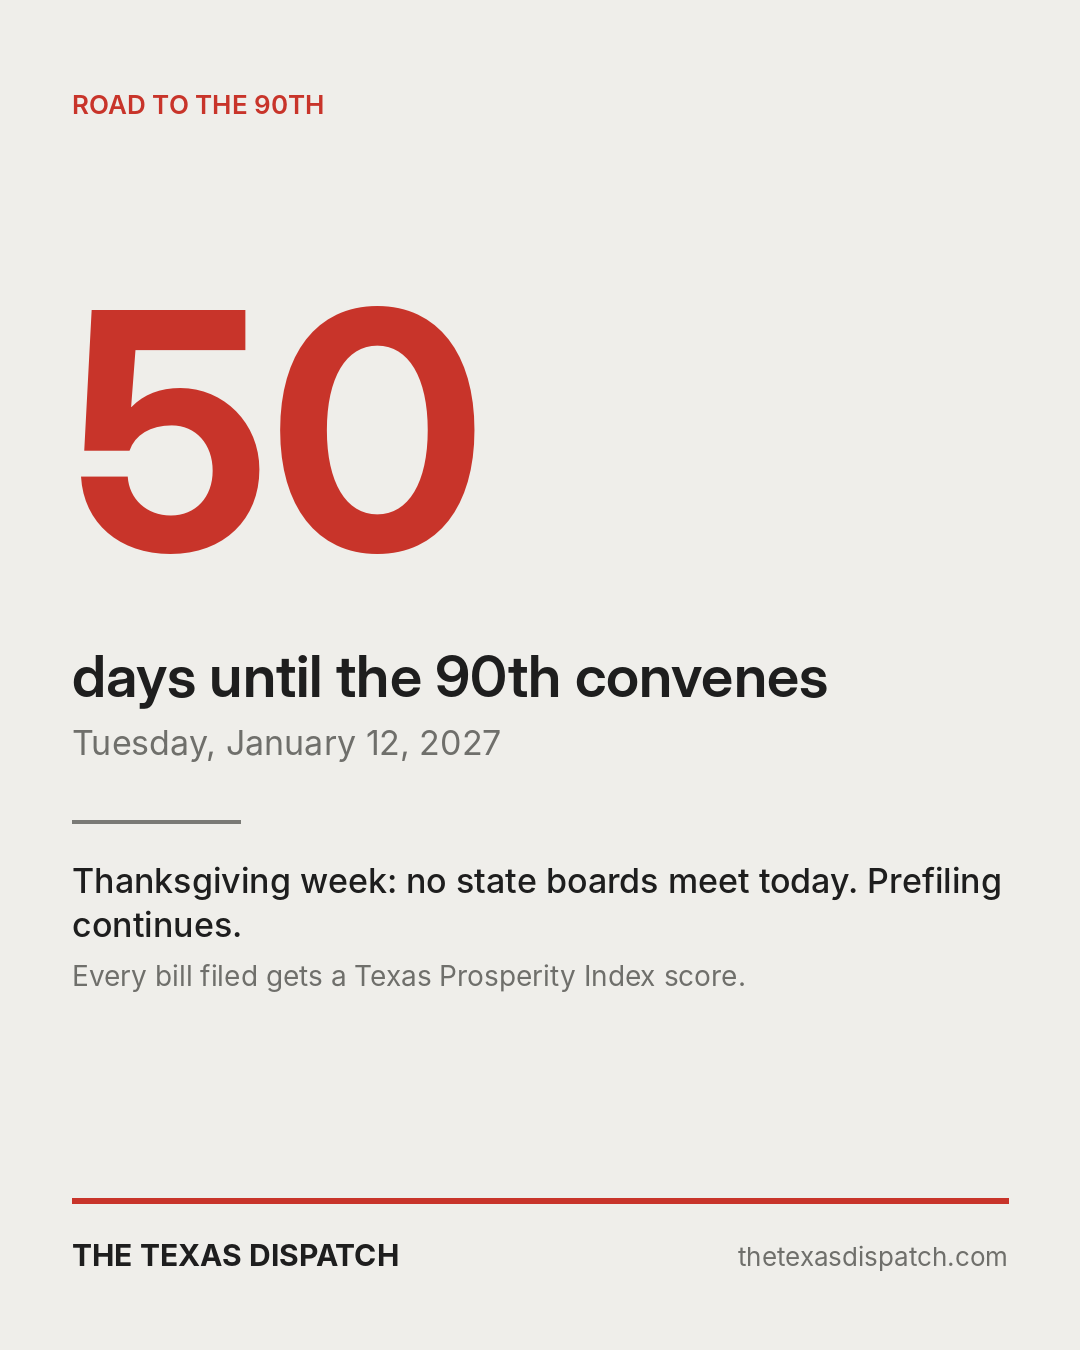 ROAD TO THE 90TH
50
days until the 90th convenes
Tuesday, January 12, 2027
Thanksgiving week: no state boards meet today. Prefiling
continues.
Every bill filed gets a Texas Prosperity Index score.
THE TEXAS DISPATCH
thetexasdispatch.com